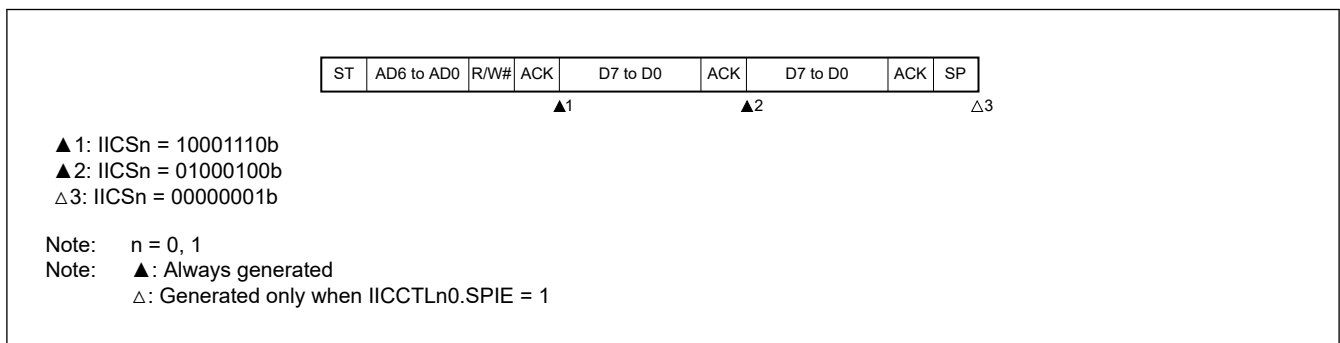 ST AD6 to AD0 R/W# ACK D7 to D0 ACK D7 to D0 ACK SP
▲1 ▲2 △3
▲1: IICSn = 10001110b
▲2: IICSn = 01000100b
△3: IICSn = 00000001b
Note: n = 0, 1
Note: ▲: Always generated
△: Generated only when IICCTLn0.SPIE = 1